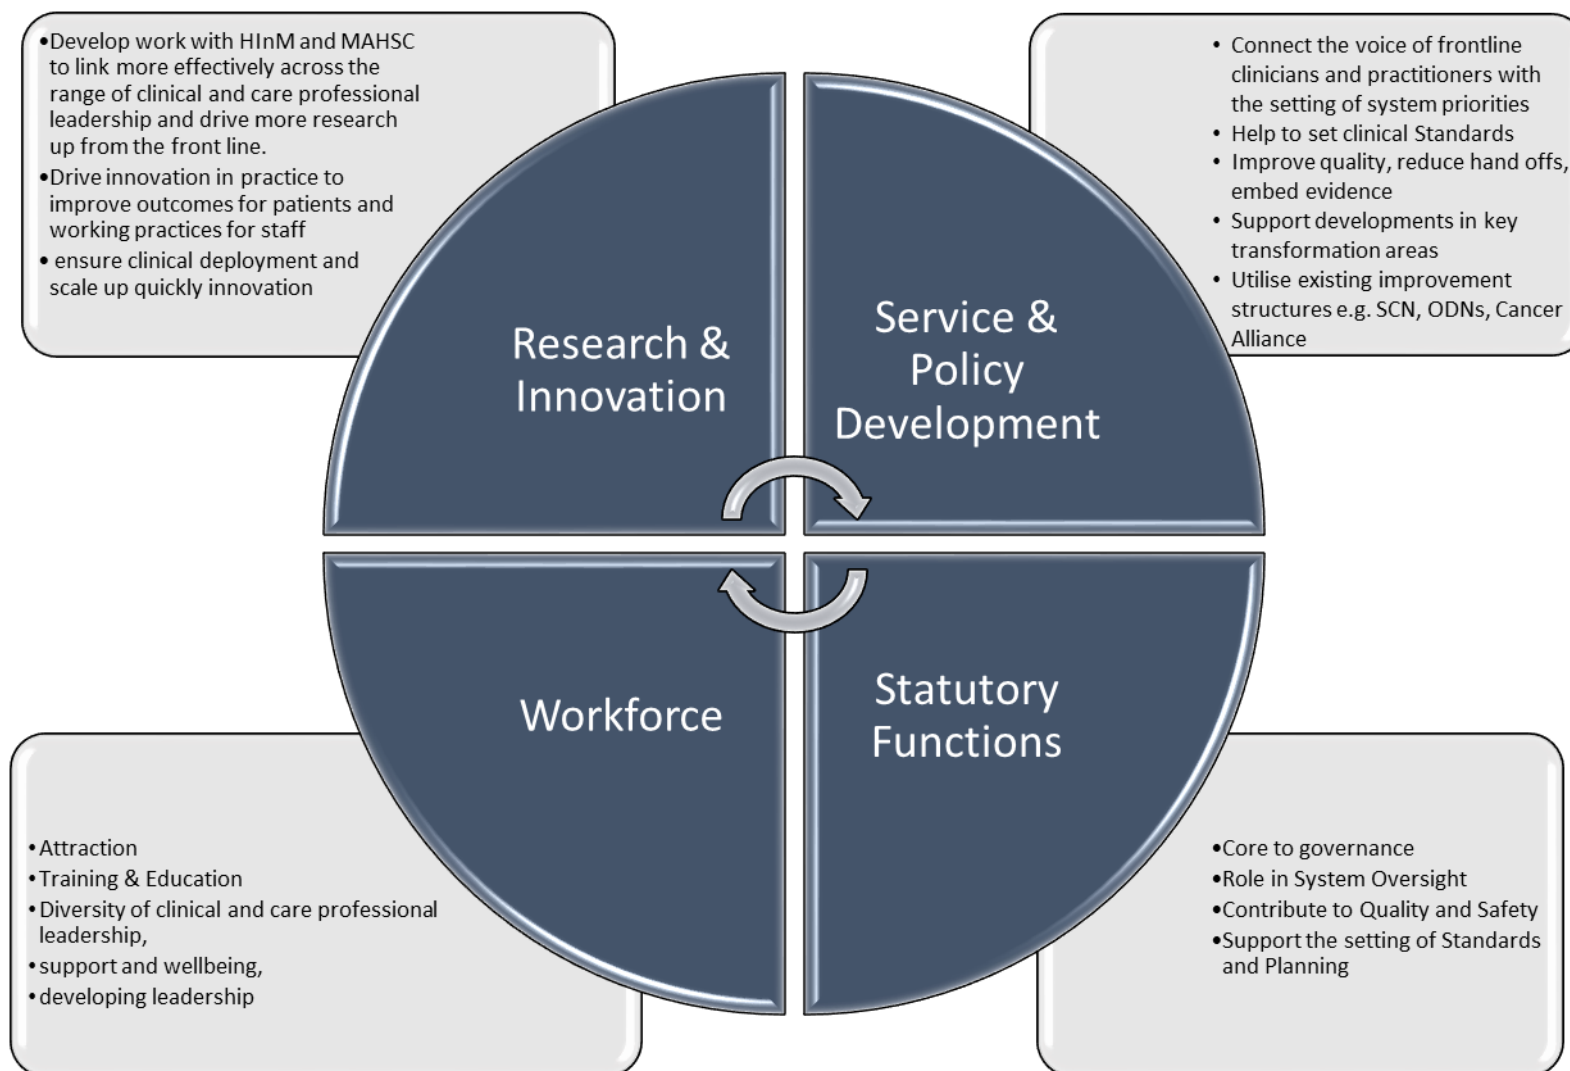 •Develop work with HInM and MAHSC
to link more effectively across the
range of clinical and care professional
leadership and drive more research
up from the front line.
•Drive innovation in practice to
improve outcomes for patients and
working practices for staff
• ensure clinical deployment and
scale up quickly innovation
• Connect the voice of frontline
clinicians and practitioners with
the setting of system priorities
• Help to set clinical Standards
• Improve quality, reduce hand offs,
embed evidence
• Support developments in key
transformation areas
• Utilise existing improvement
structures e.g. SCN, ODNs, Cancer
Alliance
Research &
Innovation
Service &
Policy
Development
Workforce
Statutory
Functions
•Attraction
•Training & Education
•Diversity of clinical and care professional
leadership,
•support and wellbeing,
•developing leadership
•Core to governance
•Role in System Oversight
•Contribute to Quality and Safety
•Support the setting of Standards
and Planning